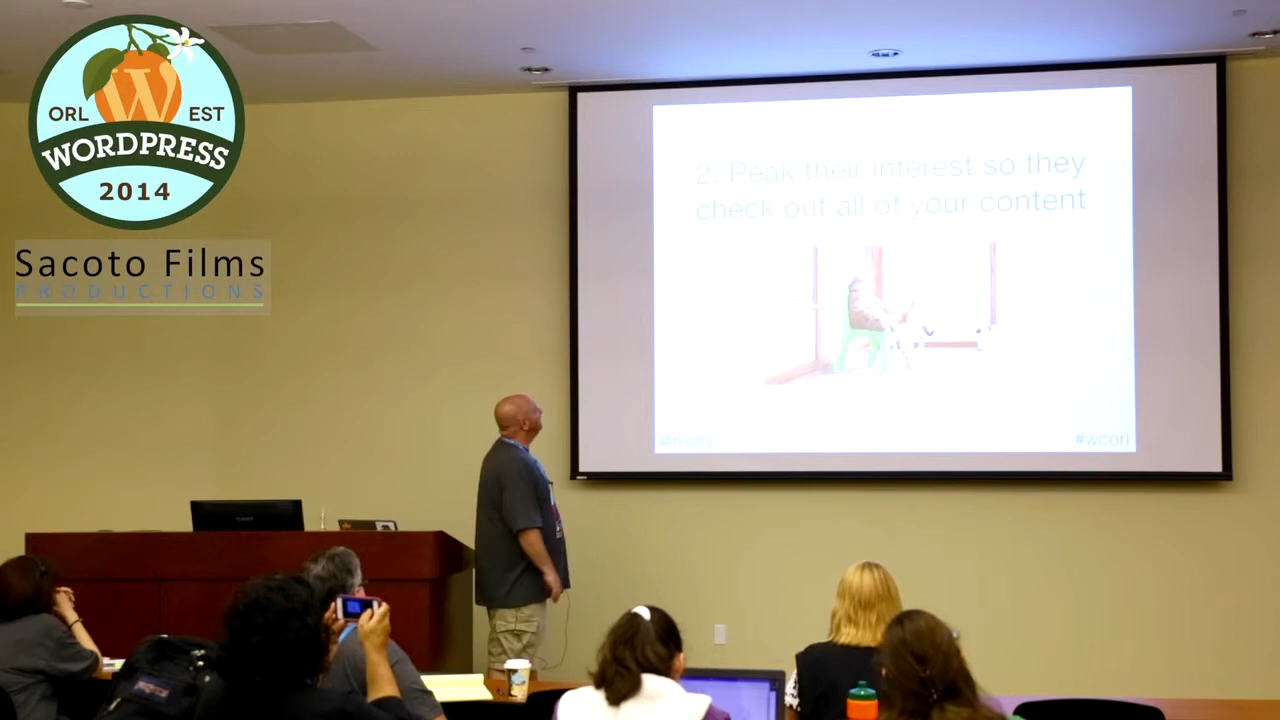 ORL EST
WORDPRESS
2014
Sacoto Films
PRODUCTIONS
2. Peak their interest so they
check out all of your content
#wcorl